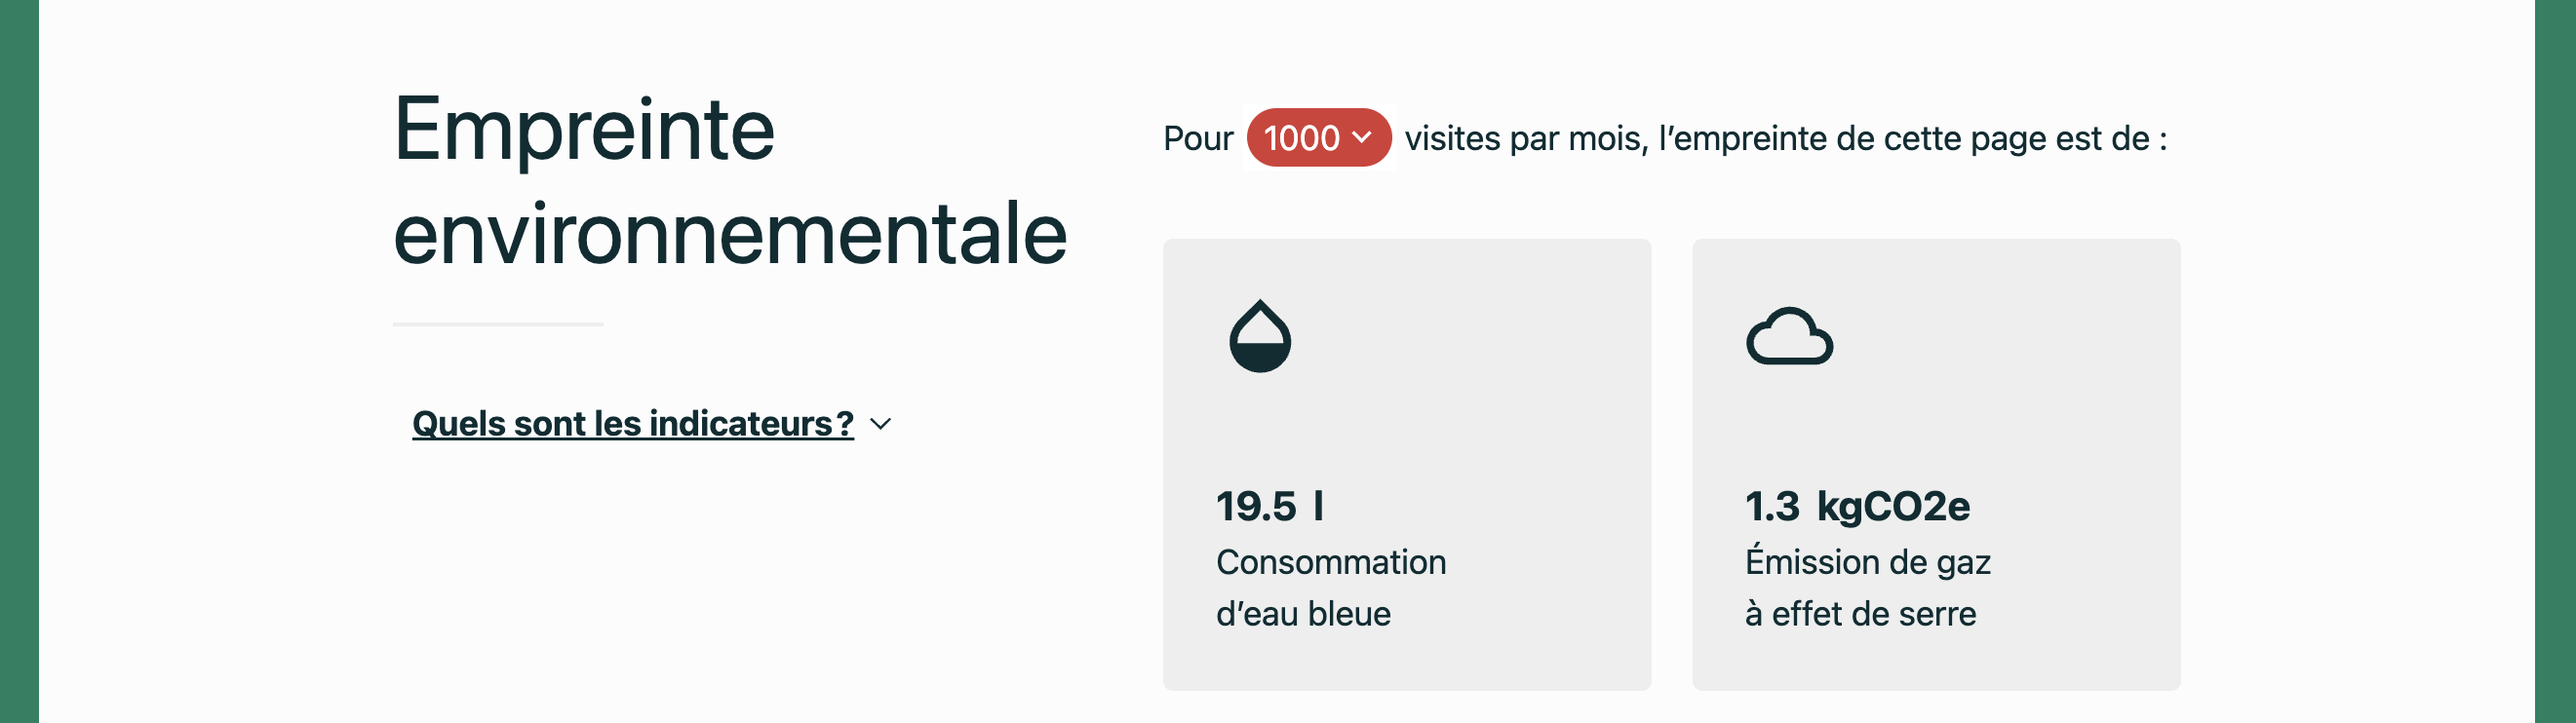 Empreinte
environnementale
Quels sont les indicateurs ?
Pour 1000 visites par mois, l’empreinte de cette page est de :
19.5 l
Consommation
d’eau bleue
1.3 kgCO2e
Émission de gaz
à effet de serre